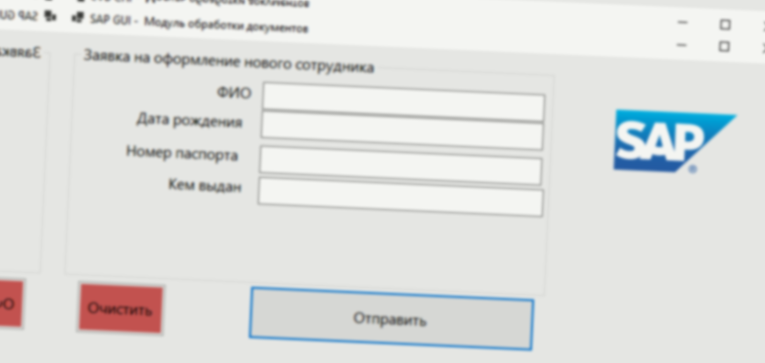 SAP GUI - Модуль обработки документов
Заявка на оформление нового сотрудника
ФИО
Дата рождения
Номер паспорта
Кем выдан
SAP
®
Очистить
Отправить